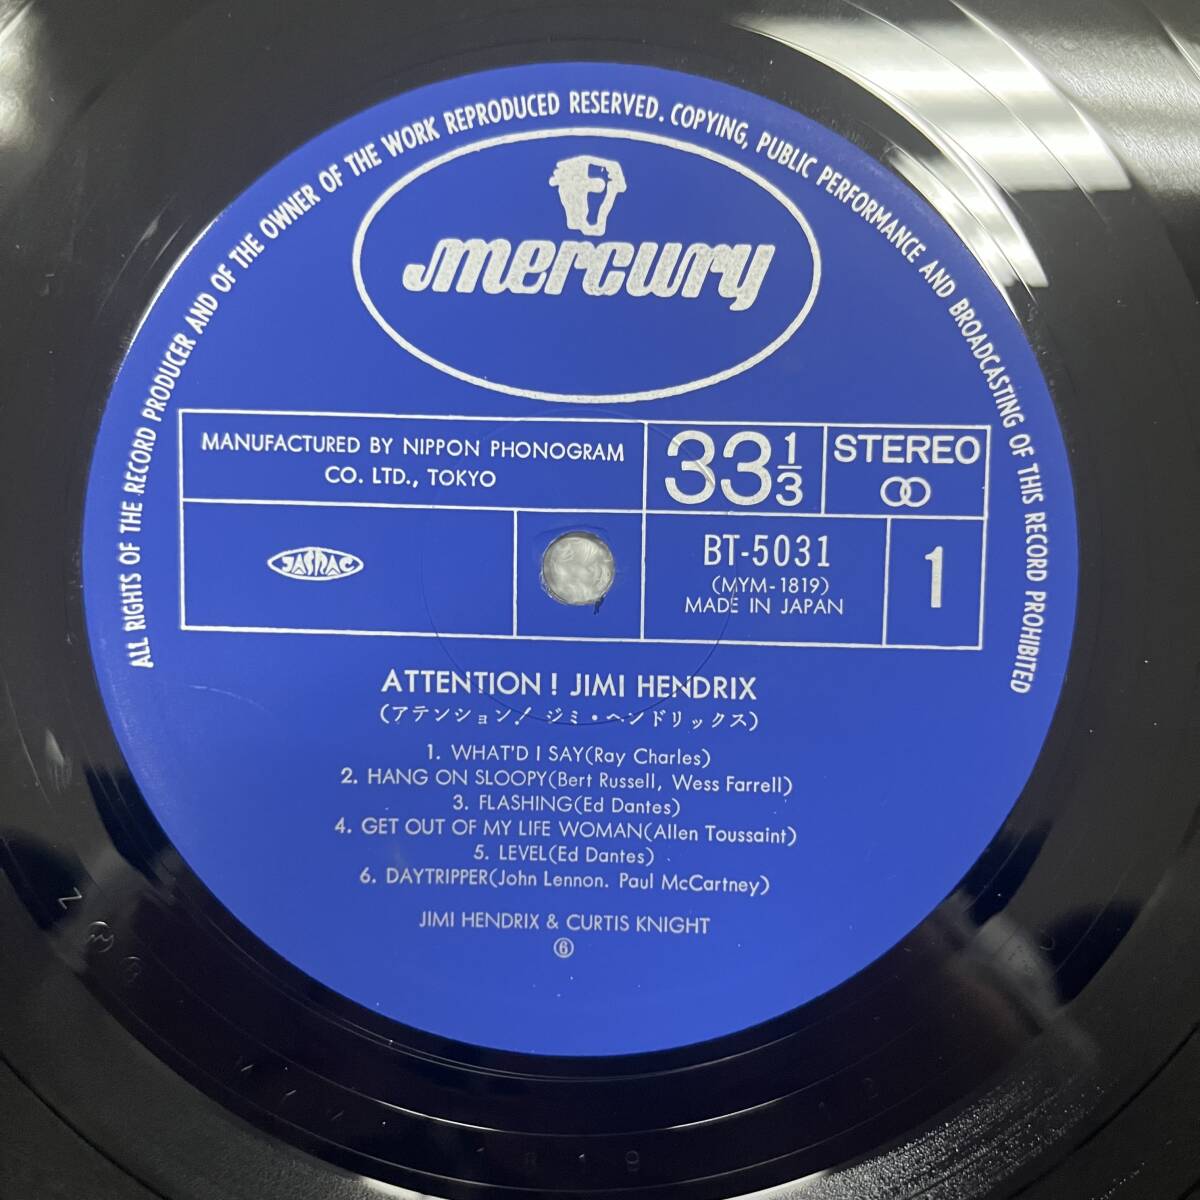 ALL RIGHTS OF THE RECORD PRODUCER AND OF THE OWNER OF THE WORK REPRODUCED RESERVED. COPYING, PUBLIC PERFORMANCE AND BROADCASTING OF THIS RECORD PROHIBITED
mercury
MANUFACTURED BY NIPPON PHONOGRAM
CO. LTD., TOKYO
33 1/3
STEREO
JASRAC
BT-5031
(MYM-1819)
MADE IN JAPAN
1
ATTENTION! JIMI HENDRIX
(アテンション! ジミ・ヘンドリックス)
1. WHAT'D I SAY(Ray Charles)
2. HANG ON SLOOPY(Bert Russell, Wess Farrell)
3. FLASHING(Ed Dantes)
4. GET OUT OF MY LIFE WOMAN(Allen Toussaint)
5. LEVEL(Ed Dantes)
6. DAYTRIPPER(John Lennon. Paul McCartney)
JIMI HENDRIX & CURTIS KNIGHT
⑥